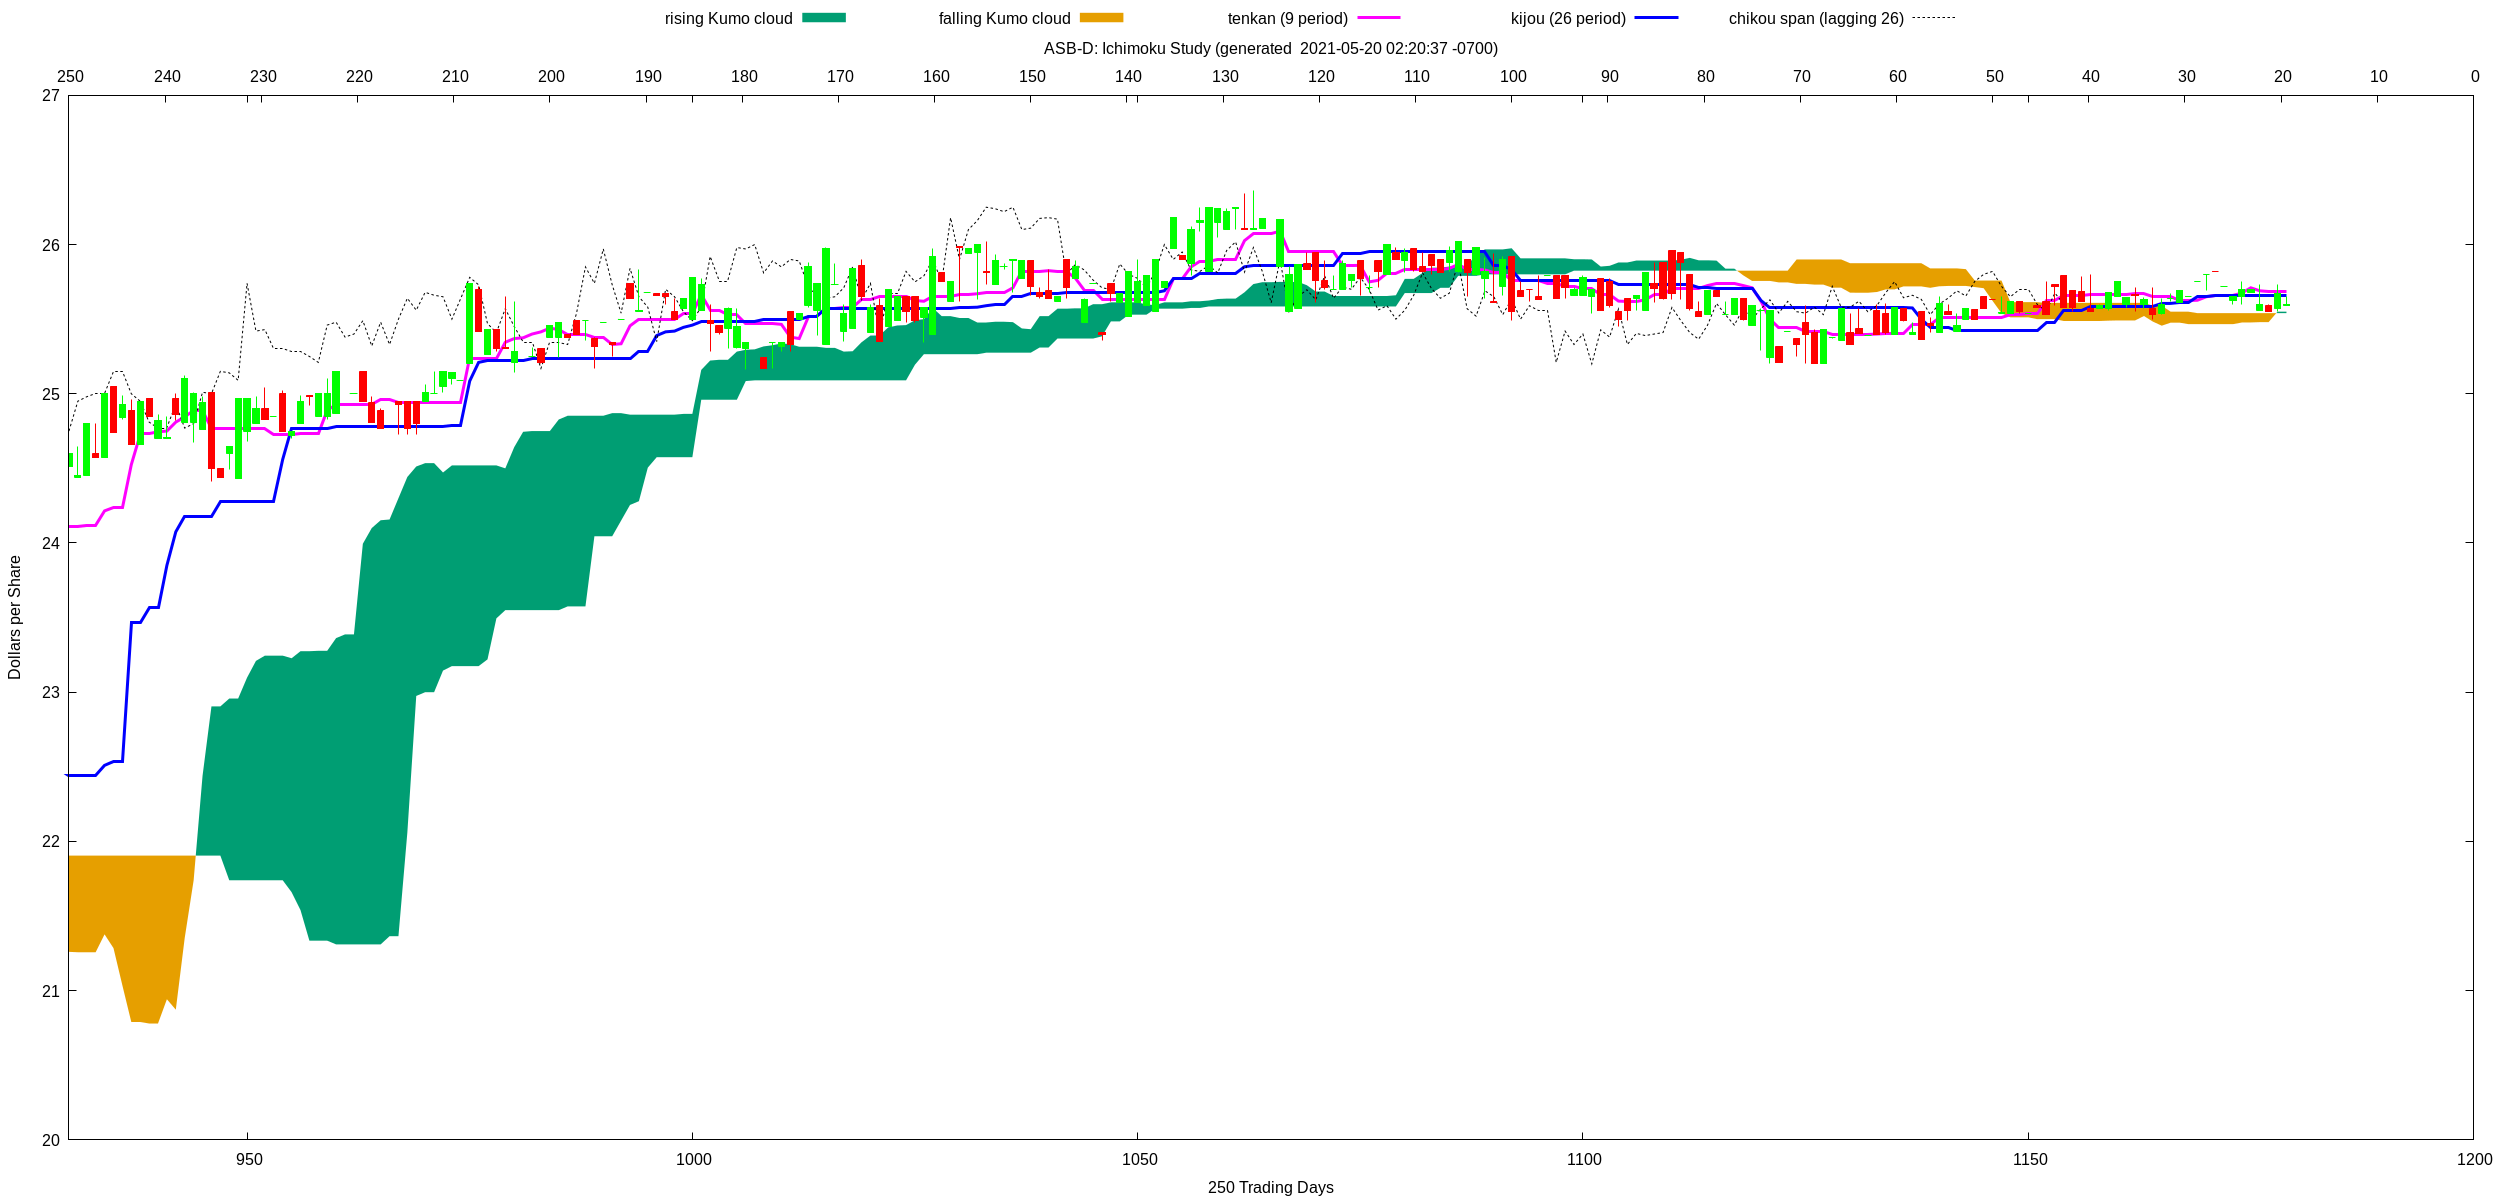 rising Kumo cloud falling Kumo cloud tenkan (9 period) kijou (26 period) chikou span (lagging 26)
ASB-D: Ichimoku Study (generated  2021-05-20 02:20:37 -0700)
250 240 230 220 210 200 190 180 170 160 150 140 130 120 110 100 90 80 70 60 50 40 30 20 10 0
27
26
25
24
Dollars per Share
23
22
21
20
950 1000 1050 1100 1150 1200
250 Trading Days